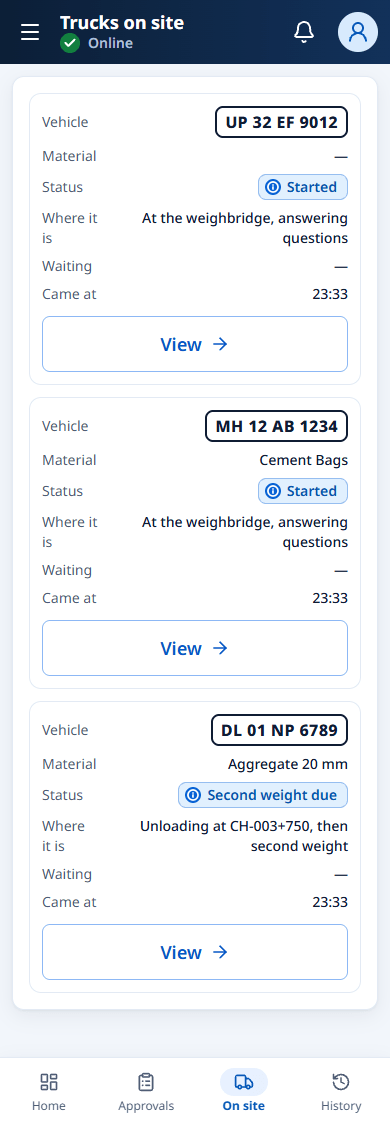 Trucks on site
Online
Vehicle UP 32 EF 9012
Material —
Status Started
Where it is At the weighbridge, answering questions
Waiting —
Came at 23:33
View →
Vehicle MH 12 AB 1234
Material Cement Bags
Status Started
Where it is At the weighbridge, answering questions
Waiting —
Came at 23:33
View →
Vehicle DL 01 NP 6789
Material Aggregate 20 mm
Status Second weight due
Where it is Unloading at CH-003+750, then second weight
Waiting —
Came at 23:33
View →
Home Approvals On site History